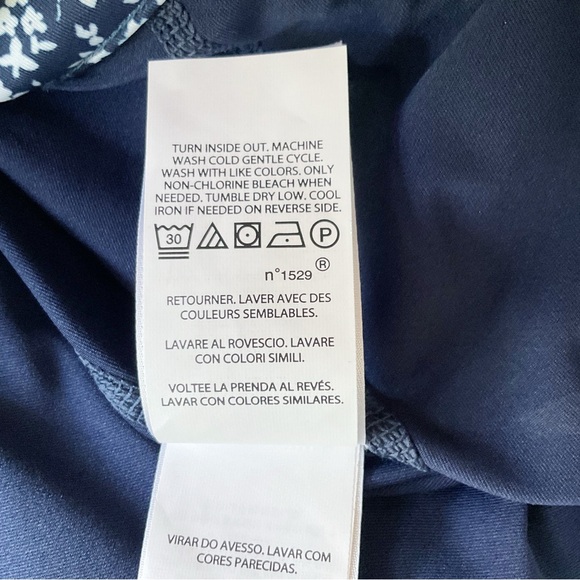 TURN INSIDE OUT. MACHINE
WASH COLD GENTLE CYCLE.
WASH WITH LIKE COLORS. ONLY
NON-CHLORINE BLEACH WHEN
NEEDED. TUMBLE DRY LOW. COOL
IRON IF NEEDED ON REVERSE SIDE.
30 P
n°1529 ®
RETOURNER. LAVER AVEC DES
COULEURS SEMBLABLES.
LAVARE AL ROVESCIO. LAVARE
CON COLORI SIMILI.
VOLTEE LA PRENDA AL REVÉS.
LAVAR CON COLORES SIMILARES.
VIRAR DO AVESSO. LAVAR COM
CORES PARECIDAS.